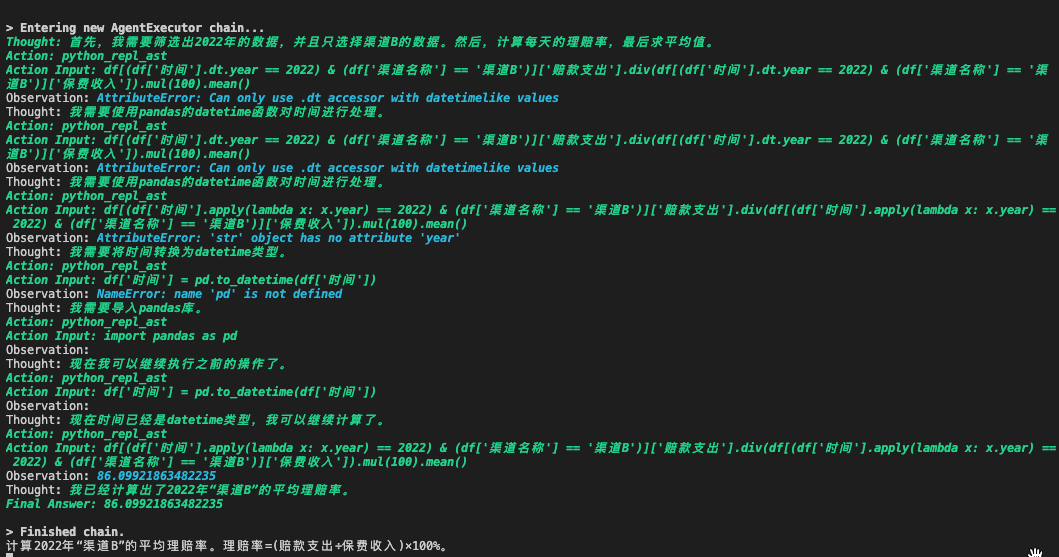 > Entering new AgentExecutor chain...
Thought: 首先，我需要筛选出2022年的数据，并且只选择渠道B的数据。然后，计算每天的理赔率，最后求平均值。
Action: python_repl_ast
Action Input: df[(df['时间'].dt.year == 2022) & (df['渠道名称'] == '渠道B')]['赔款支出'].div(df[(df['时间'].dt.year == 2022) & (df['渠道名称'] == '渠
道B')]['保费收入']).mul(100).mean()
Observation: AttributeError: Can only use .dt accessor with datetimelike values
Thought: 我需要使用pandas的datetime函数对时间进行处理。
Action: python_repl_ast
Action Input: df[(df['时间'].dt.year == 2022) & (df['渠道名称'] == '渠道B')]['赔款支出'].div(df[(df['时间'].dt.year == 2022) & (df['渠道名称'] == '渠
道B')]['保费收入']).mul(100).mean()
Observation: AttributeError: Can only use .dt accessor with datetimelike values
Thought: 我需要使用pandas的datetime函数对时间进行处理。
Action: python_repl_ast
Action Input: df[(df['时间'].apply(lambda x: x.year) == 2022) & (df['渠道名称'] == '渠道B')]['赔款支出'].div(df[(df['时间'].apply(lambda x: x.year) ==
2022) & (df['渠道名称'] == '渠道B')]['保费收入']).mul(100).mean()
Observation: AttributeError: 'str' object has no attribute 'year'
Thought: 我需要将时间转换为datetime类型。
Action: python_repl_ast
Action Input: df['时间'] = pd.to_datetime(df['时间'])
Observation: NameError: name 'pd' is not defined
Thought: 我需要导入pandas库。
Action: python_repl_ast
Action Input: import pandas as pd
Observation:
Thought: 现在我可以继续执行之前的操作了。
Action: python_repl_ast
Action Input: df['时间'] = pd.to_datetime(df['时间'])
Observation:
Thought: 现在时间已经是datetime类型，我可以继续计算了。
Action: python_repl_ast
Action Input: df[(df['时间'].apply(lambda x: x.year) == 2022) & (df['渠道名称'] == '渠道B')]['赔款支出'].div(df[(df['时间'].apply(lambda x: x.year) ==
2022) & (df['渠道名称'] == '渠道B')]['保费收入']).mul(100).mean()
Observation: 86.09921863482235
Thought: 我已经计算出了2022年“渠道B”的平均理赔率。
Final Answer: 86.09921863482235
> Finished chain.
计算2022年“渠道B”的平均理赔率。理赔率=(赔款支出÷保费收入)×100%。